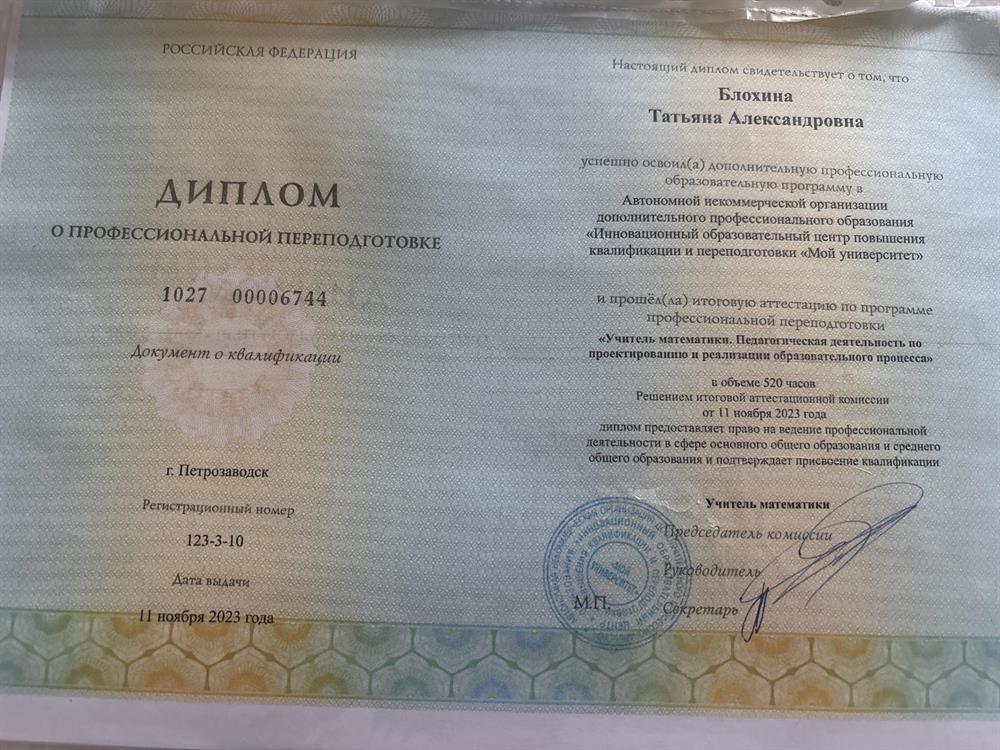 РОССИЙСКАЯ ФЕДЕРАЦИЯ
ДИПЛОМ
О ПРОФЕССИОНАЛЬНОЙ ПЕРЕПОДГОТОВКЕ
1027 00006744
Документ о квалификации
г. Петрозаводск
Регистрационный номер
123-3-10
Дата выдачи
11 ноября 2023 года
Настоящий диплом свидетельствует о том, что
Блохина
Татьяна Александровна
успешно освоил(а) дополнительную профессиональную
образовательную программу в
Автономной некоммерческой организации
дополнительного профессионального образования
«Инновационный образовательный центр повышения
квалификации и переподготовки «Мой университет»
и прошёл(ла) итоговую аттестацию по программе
профессиональной переподготовки
«Учитель математики. Педагогическая деятельность по
проектированию и реализации образовательного процесса»
в объеме 520 часов
Решением итоговой аттестационной комиссии
от 11 ноября 2023 года
диплом предоставляет право на ведение профессиональной
деятельности в сфере основного общего образования и среднего
общего образования и подтверждает присвоение квалификации
Учитель математики
Председатель комиссии
Руководитель
М.П.
Секретарь
«МОЙ
УНИВЕРСИТЕТ»